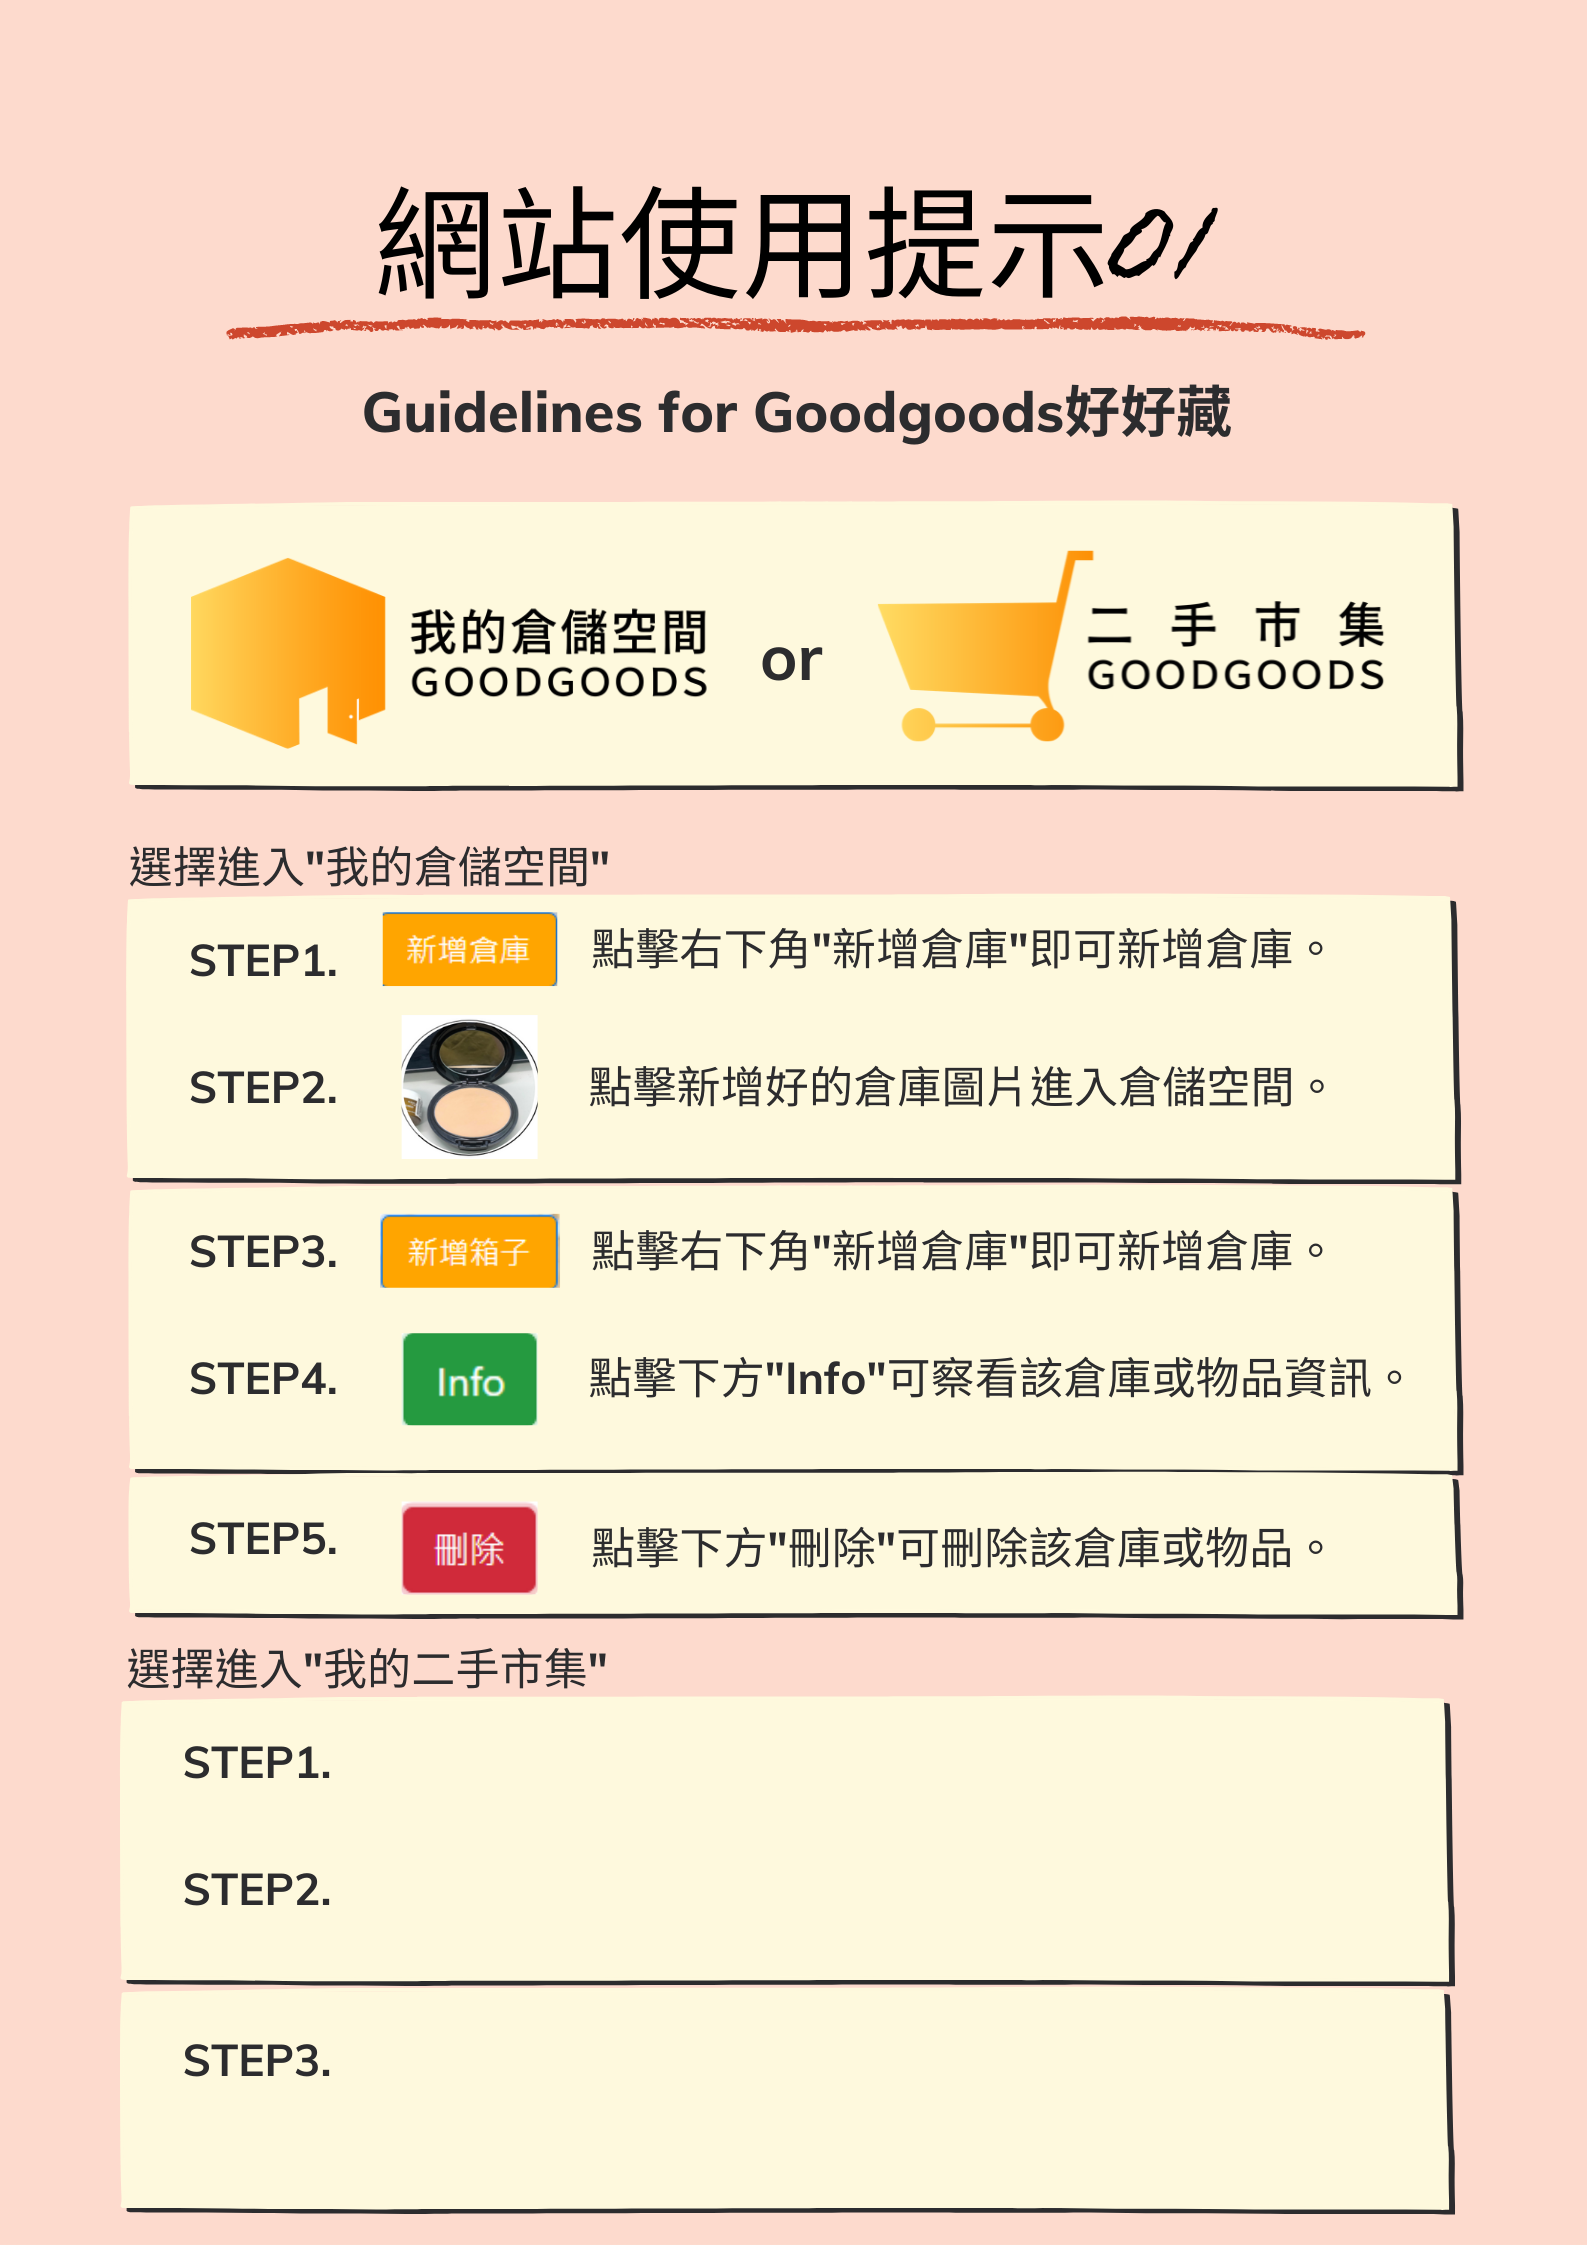 網站使用提示01
Guidelines for Goodgoods好好藏
我的倉儲空間
GOODGOODS
or
二手市集
GOODGOODS
選擇進入"我的倉儲空間"
STEP1. 新增倉庫 點擊右下角"新增倉庫"即可新增倉庫。
STEP2. 點擊新增好的倉庫圖片進入倉儲空間。
STEP3. 新增箱子 點擊右下角"新增倉庫"即可新增倉庫。
STEP4. Info 點擊下方"Info"可察看該倉庫或物品資訊。
STEP5. 刪除 點擊下方"刪除"可刪除該倉庫或物品。
選擇進入"我的二手市集"
STEP1.
STEP2.
STEP3.